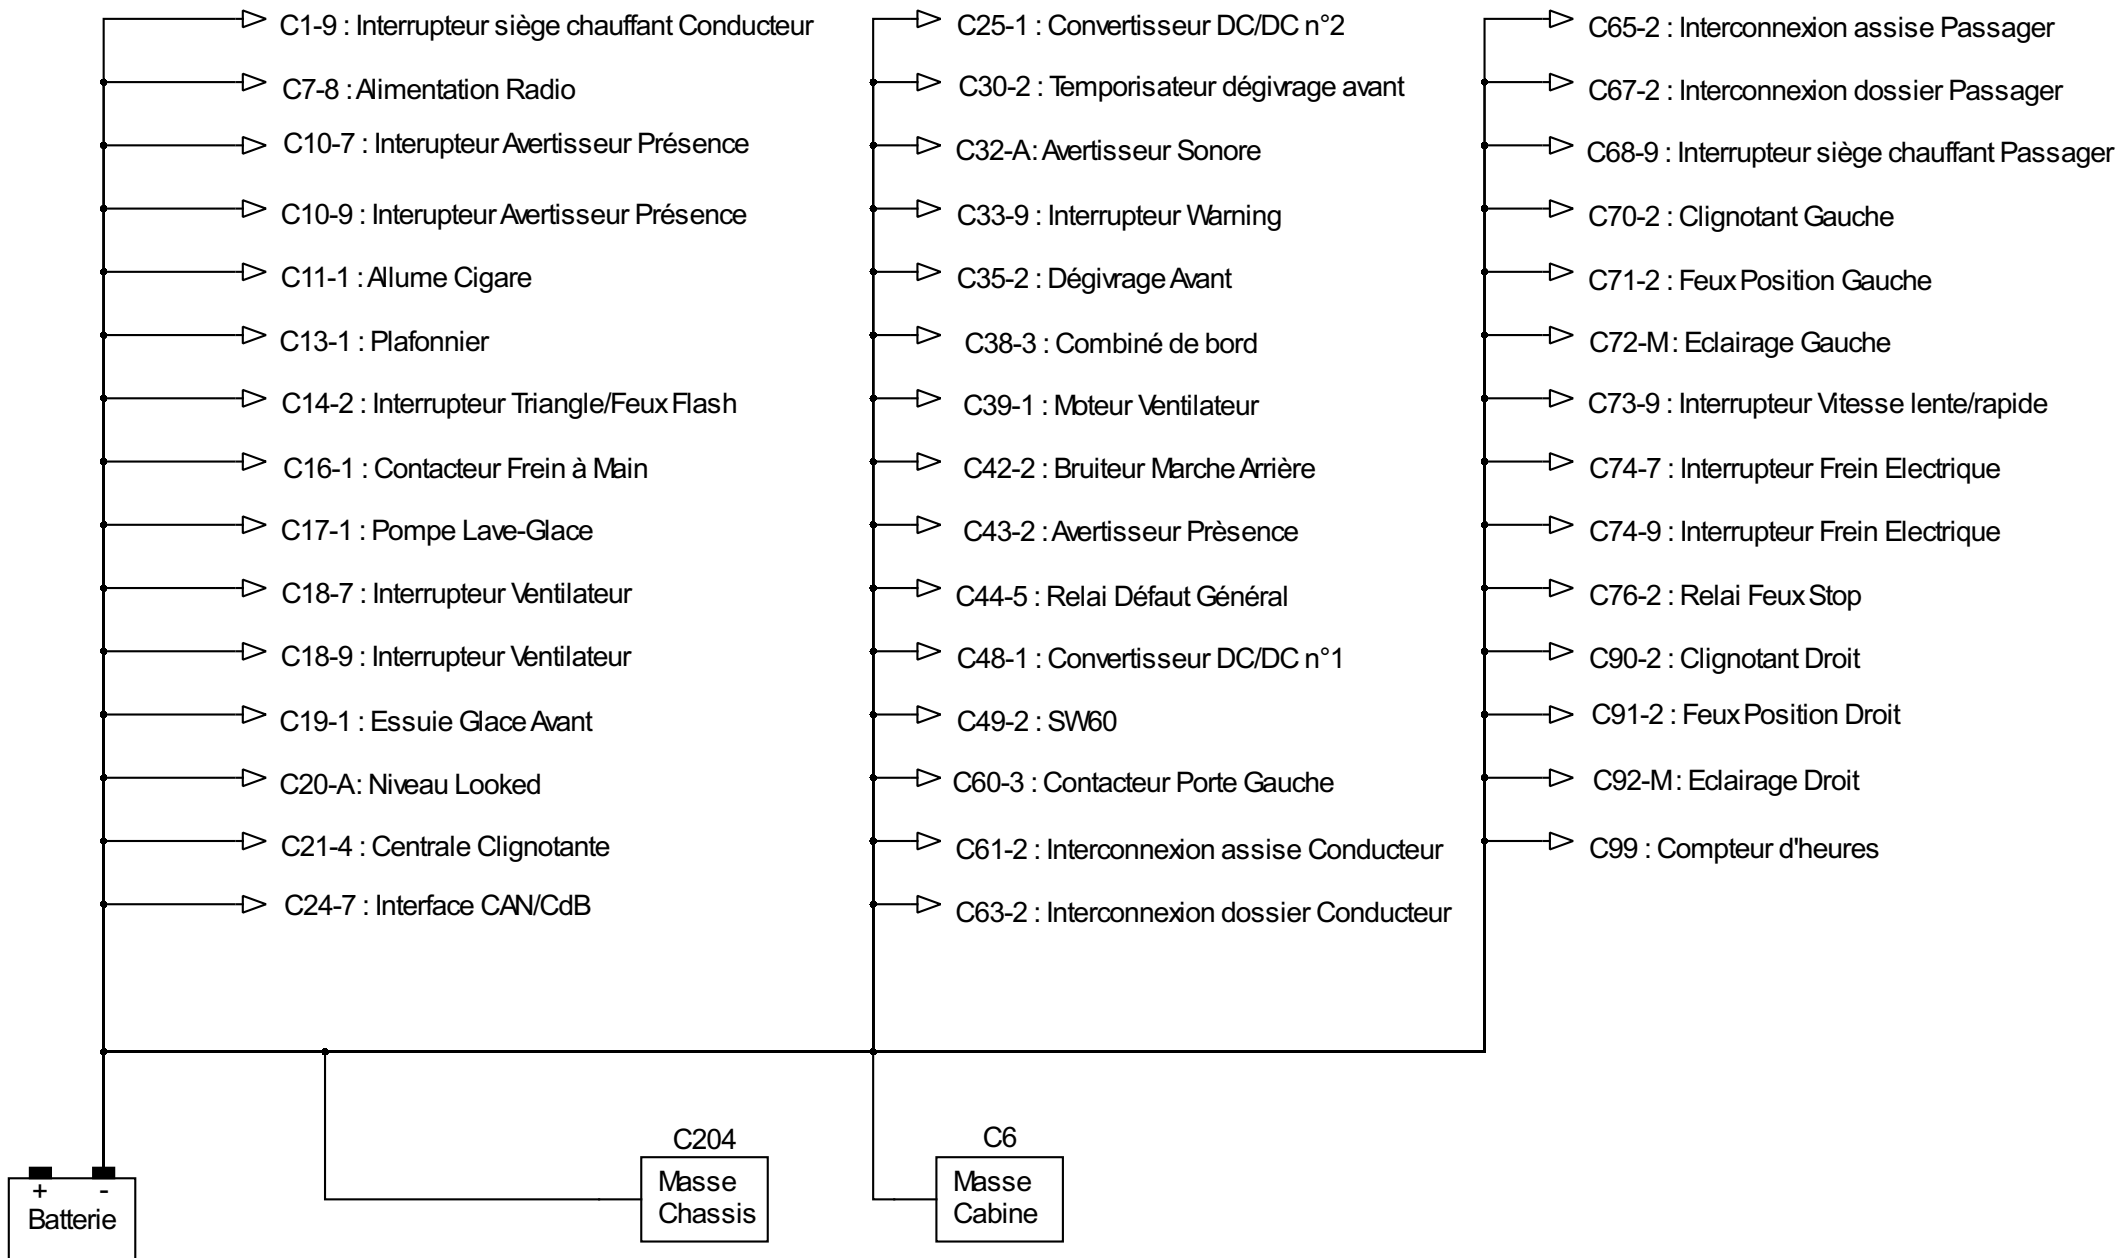 C1-9 : Interrupteur siège chauffant Conducteur
C7-8 : Alimentation Radio
C10-7 : Interupteur Avertisseur Présence
C10-9 : Interupteur Avertisseur Présence
C11-1 : Allume Cigare
C13-1 : Plafonnier
C14-2 : Interrupteur Triangle/Feux Flash
C16-1 : Contacteur Frein à Main
C17-1 : Pompe Lave-Glace
C18-7 : Interrupteur Ventilateur
C18-9 : Interrupteur Ventilateur
C19-1 : Essuie Glace Avant
C20-A: Niveau Looked
C21-4 : Centrale Clignotante
C24-7 : Interface CAN/CdB
C25-1 : Convertisseur DC/DC n°2
C30-2 : Temporisateur dégivrage avant
C32-A: Avertisseur Sonore
C33-9 : Interrupteur Warning
C35-2 : Dégivrage Avant
C38-3 : Combiné de bord
C39-1 : Moteur Ventilateur
C42-2 : Bruiteur Marche Arrière
C43-2 : Avertisseur Prèsence
C44-5 : Relai Défaut Général
C48-1 : Convertisseur DC/DC n°1
C49-2 : SW60
C60-3 : Contacteur Porte Gauche
C61-2 : Interconnexion assise Conducteur
C63-2 : Interconnexion dossier Conducteur
C65-2 : Interconnexion assise Passager
C67-2 : Interconnexion dossier Passager
C68-9 : Interrupteur siège chauffant Passager
C70-2 : Clignotant Gauche
C71-2 : Feux Position Gauche
C72-M : Eclairage Gauche
C73-9 : Interrupteur Vitesse lente/rapide
C74-7 : Interrupteur Frein Electrique
C74-9 : Interrupteur Frein Electrique
C76-2 : Relai Feux Stop
C90-2 : Clignotant Droit
C91-2 : Feux Position Droit
C92-M : Eclairage Droit
C99 : Compteur d'heures
C204
Masse
Chassis
C6
Masse
Cabine
+ -
Batterie